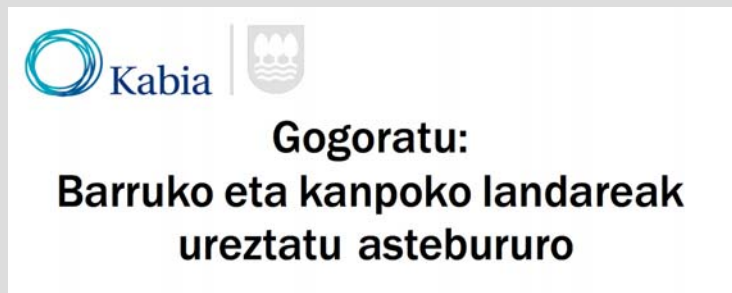 Kabia
Gogoratu:
Barruko eta kanpoko landareak
ureztatu astebururo